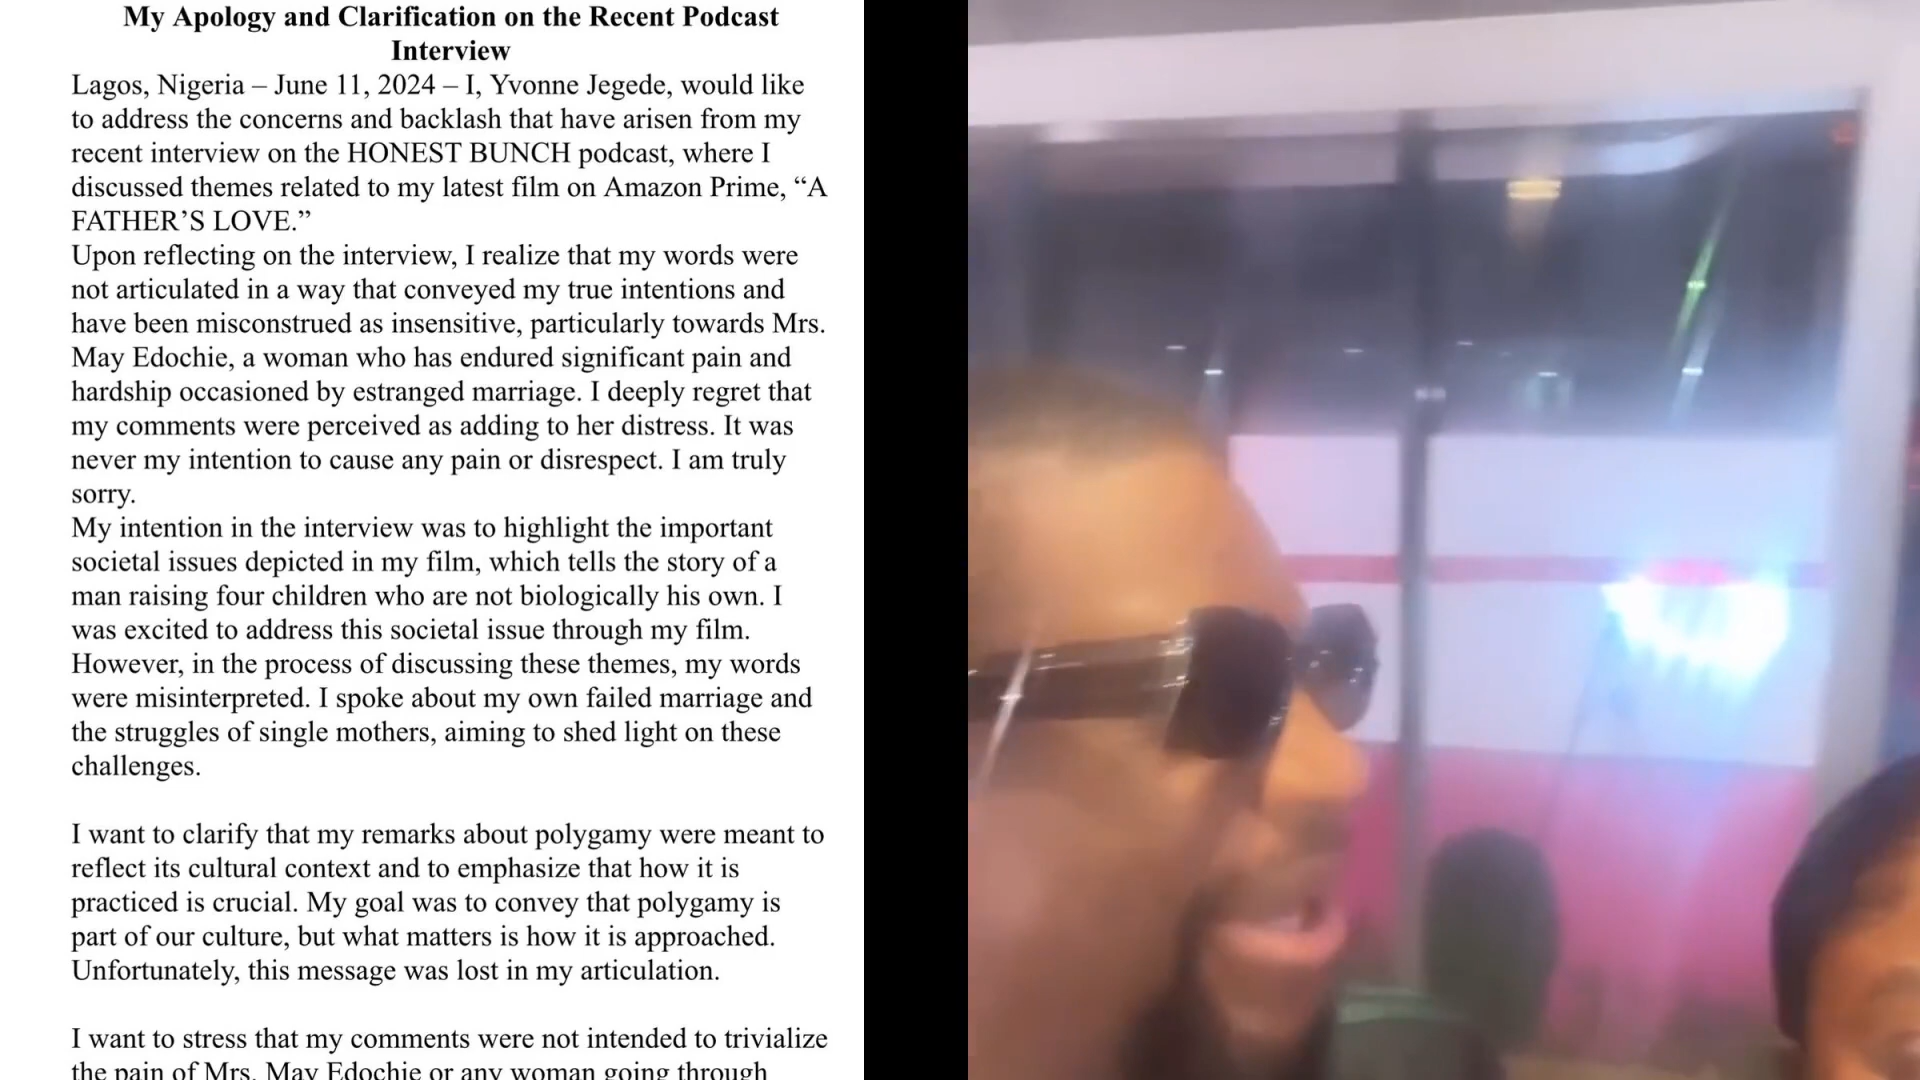 My Apology and Clarification on the Recent Podcast
Interview
Lagos, Nigeria – June 11, 2024 – I, Yvonne Jegede, would like
to address the concerns and backlash that have arisen from my
recent interview on the HONEST BUNCH podcast, where I
discussed themes related to my latest film on Amazon Prime, “A
FATHER’S LOVE.”
Upon reflecting on the interview, I realize that my words were
not articulated in a way that conveyed my true intentions and
have been misconstrued as insensitive, particularly towards Mrs.
May Edochie, a woman who has endured significant pain and
hardship occasioned by estranged marriage. I deeply regret that
my comments were perceived as adding to her distress. It was
never my intention to cause any pain or disrespect. I am truly
sorry.
My intention in the interview was to highlight the important
societal issues depicted in my film, which tells the story of a
man raising four children who are not biologically his own. I
was excited to address this societal issue through my film.
However, in the process of discussing these themes, my words
were misinterpreted. I spoke about my own failed marriage and
the struggles of single mothers, aiming to shed light on these
challenges.
I want to clarify that my remarks about polygamy were meant to
reflect its cultural context and to emphasize that how it is
practiced is crucial. My goal was to convey that polygamy is
part of our culture, but what matters is how it is approached.
Unfortunately, this message was lost in my articulation.
I want to stress that my comments were not intended to trivialize
the pain of Mrs. May Edochie or any woman going through